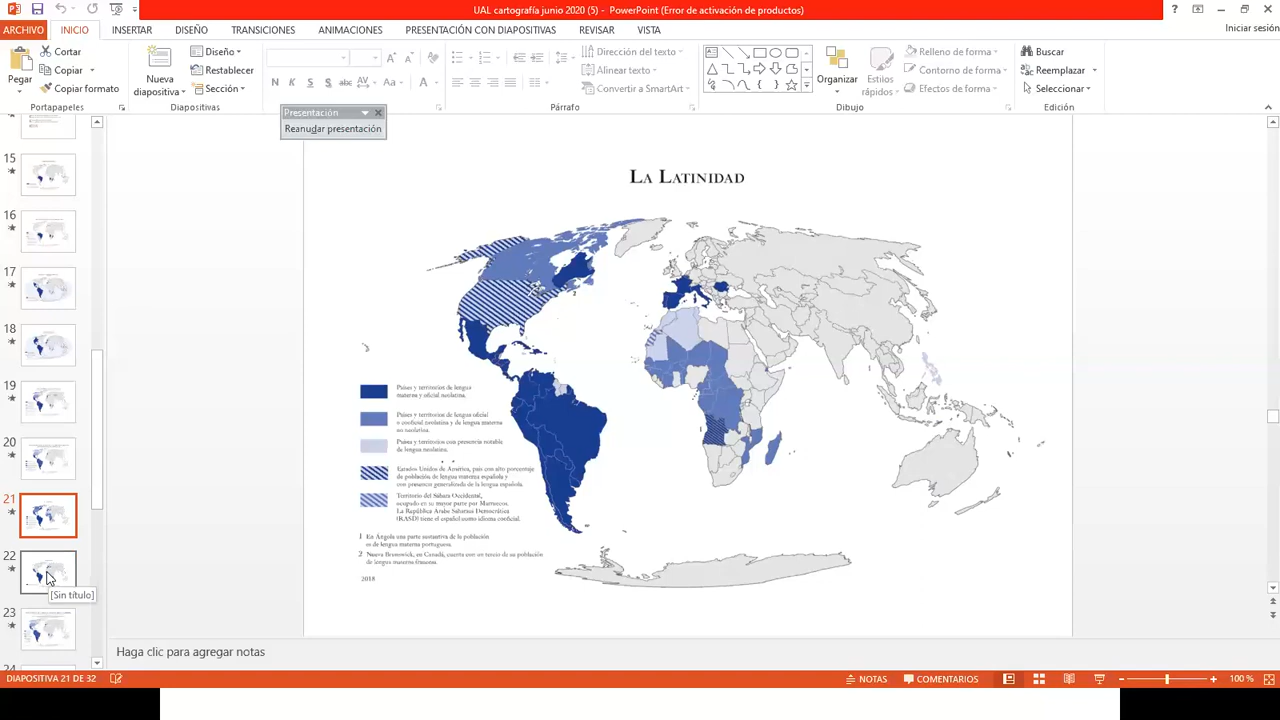 UAL cartografía junio 2020 (5) - PowerPoint (Error de activación de productos)
ARCHIVO INICIO INSERTAR DISEÑO TRANSICIONES ANIMACIONES PRESENTACIÓN CON DIAPOSITIVAS REVISAR VISTA Iniciar sesión
Pegar
Cortar
Copiar
Copiar formato
Portapapeles
Nueva
diapositiva
Diseño
Restablecer
Sección
Diapositivas
N K S S abc AV Aa A
Párrafo
Dirección del texto
Alinear texto
Convertir a SmartArt
Organizar
Estilos
rápidos
Relleno de forma
Contorno de forma
Efectos de forma
Dibujo
Buscar
Reemplazar
Seleccionar
Edición
Presentación
Reanudar presentación
15
16
17
18
19
20
21
22
[Sin título]
23
24
La Latinidad
Países y territorios de lengua
materna y oficial neolatina.
Países y territorios de lengua oficial
o cooficial neolatina y de lengua materna
no neolatina.
Países y territorios con presencia notable
de lengua neolatina.
Estados Unidos de América, país con alto porcentaje
de población de lengua materna española y
con presencia generalizada de la lengua española.
Territorio del Sáhara Occidental,
ocupado en su mayor parte por Marruecos.
La República Árabe Saharaui Democrática
(RASD) tiene el español como idioma oficial.
1 En Angola una parte sustantiva de la población
es de lengua materna portuguesa.
2 Nueva Brunswick, en Canadá, cuenta con un tercio de su población
de lengua materna francesa.
2018
Haga clic para agregar notas
DIAPOSITIVA 21 DE 32 NOTAS COMENTARIOS 100 %